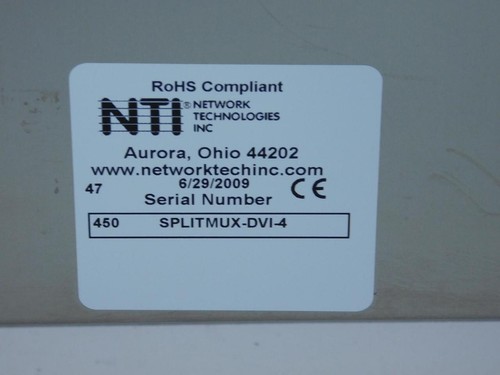 RoHS Compliant
NTI® NETWORK
TECHNOLOGIES
INC
Aurora, Ohio 44202
www.networktechinc.com
47 6/29/2009 CE
Serial Number
450 SPLITMUX-DVI-4